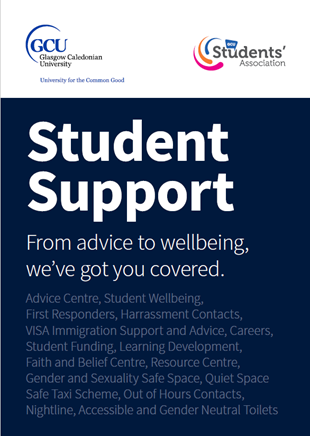 GCU
Glasgow Caledonian
University
University for the Common Good
GCU
Students'
Association
Student
Support
From advice to wellbeing,
we've got you covered.
Advice Centre, Student Wellbeing,
First Responders, Harrassment Contacts,
VISA Immigration Support and Advice, Careers,
Student Funding, Learning Development,
Faith and Belief Centre, Resource Centre,
Gender and Sexuality Safe Space, Quiet Space
Safe Taxi Scheme, Out of Hours Contacts,
Nightline, Accessible and Gender Neutral Toilets